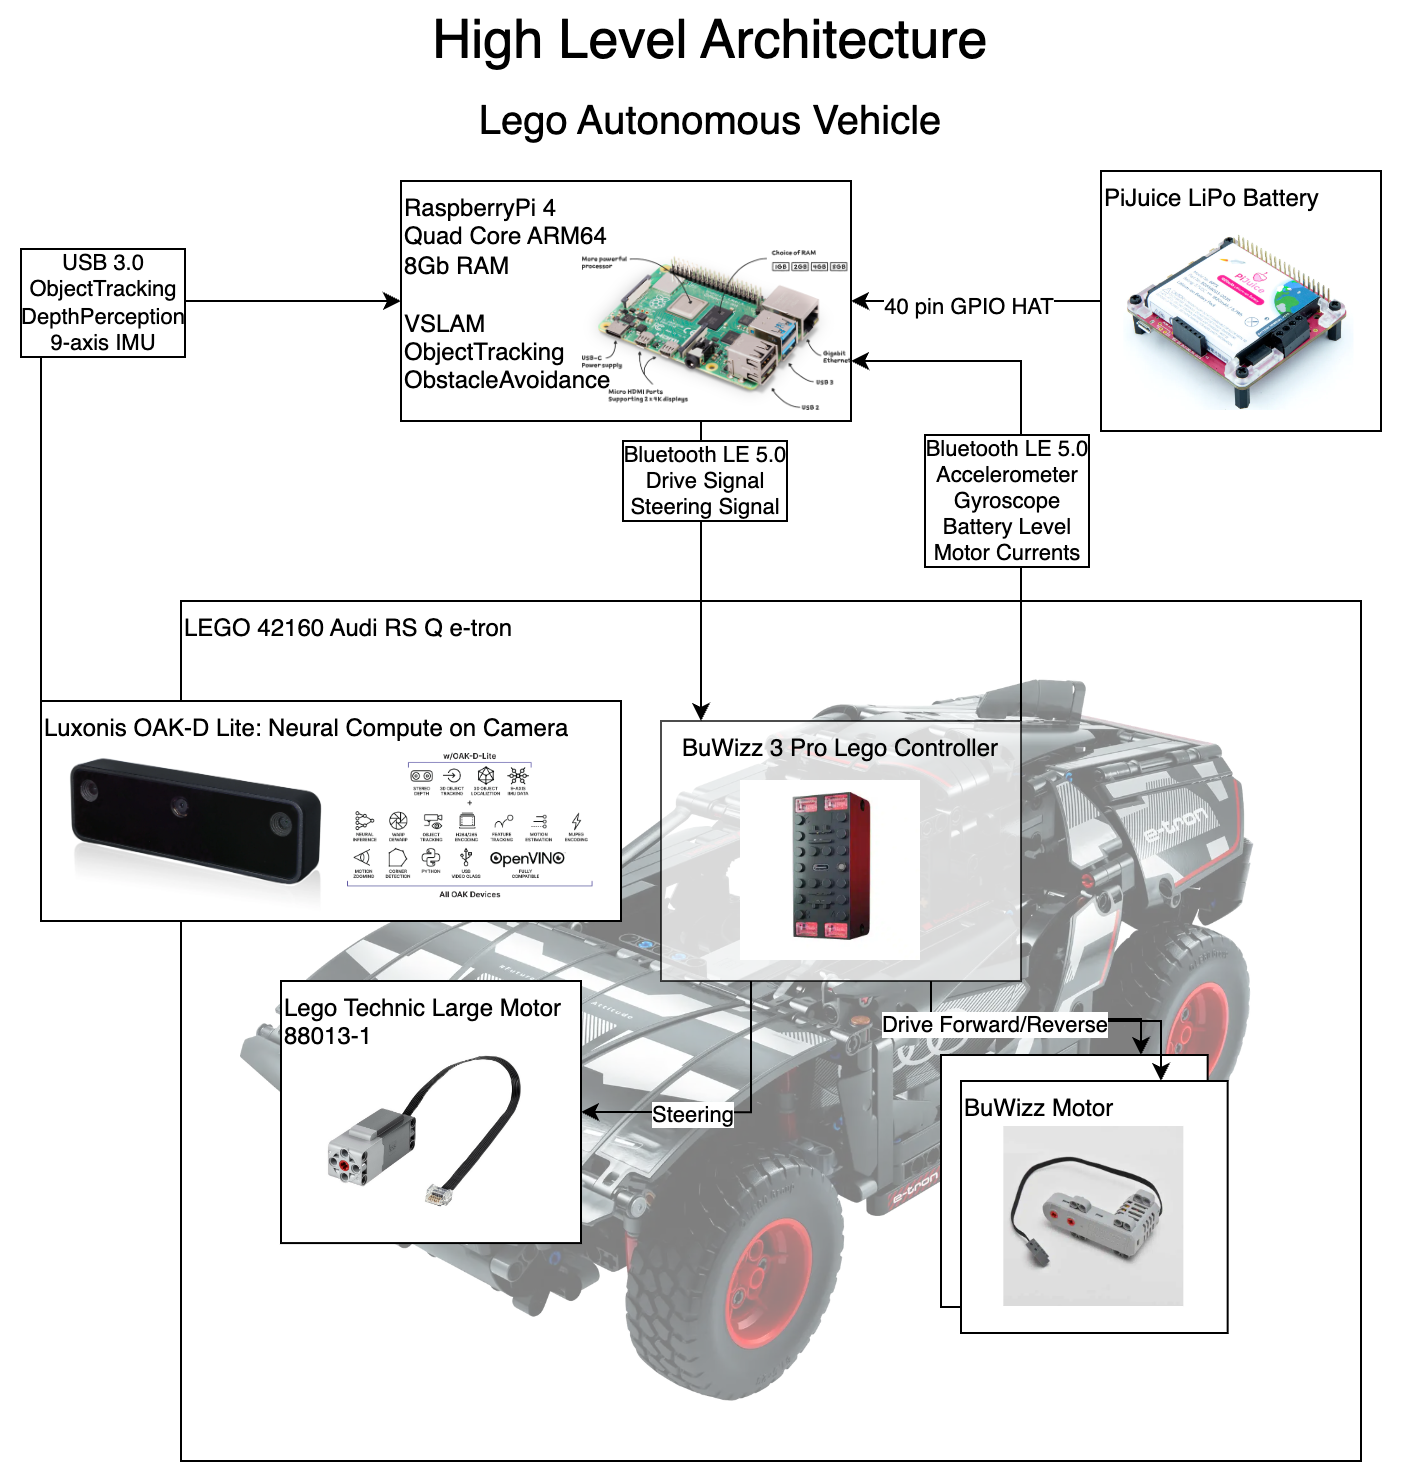 High Level Architecture
Lego Autonomous Vehicle
RaspberryPi 4
Quad Core ARM64
8Gb RAM
VSLAM
ObjectTracking
ObstacleAvoidance
More powerful
processor
Choice of RAM
1GB 2GB 4GB 8GB
USB-C
Power supply
Micro HDMI Ports
Supporting 2 x 4K displays
Gigabit
Ethernet
USB 3
USB 2
PiJuice LiPo Battery
PiJuice
40 pin GPIO HAT
USB 3.0
ObjectTracking
DepthPerception
9-axis IMU
Bluetooth LE 5.0
Drive Signal
Steering Signal
Bluetooth LE 5.0
Accelerometer
Gyroscope
Battery Level
Motor Currents
LEGO 42160 Audi RS Q e-tron
Luxonis OAK-D Lite: Neural Compute on Camera
w/OAK-D-Lite
STEREO
DEPTH
3D OBJECT
TRACKING
3D OBJECT
LOCALIZTION
IMU DATA
+
NEURAL
INFERENCE
WARP
DEWARP
OBJECT
TRACKING
H264/265
ENCODING
FEATURE
TRACKING
MOTION
ESTIMATION
MJPEG
ENCODING
MOTION
ZOOMING
CORNER
DETECTION
PYTHON
USB
VIDEO CLASS
OpenVINO
FULLY
COMPATIBLE
All OAK Devices
BuWizz 3 Pro Lego Controller
e-tron
Attitude
Lego Technic Large Motor
88013-1
Drive Forward/Reverse
Steering
BuWizz Motor
e-tron